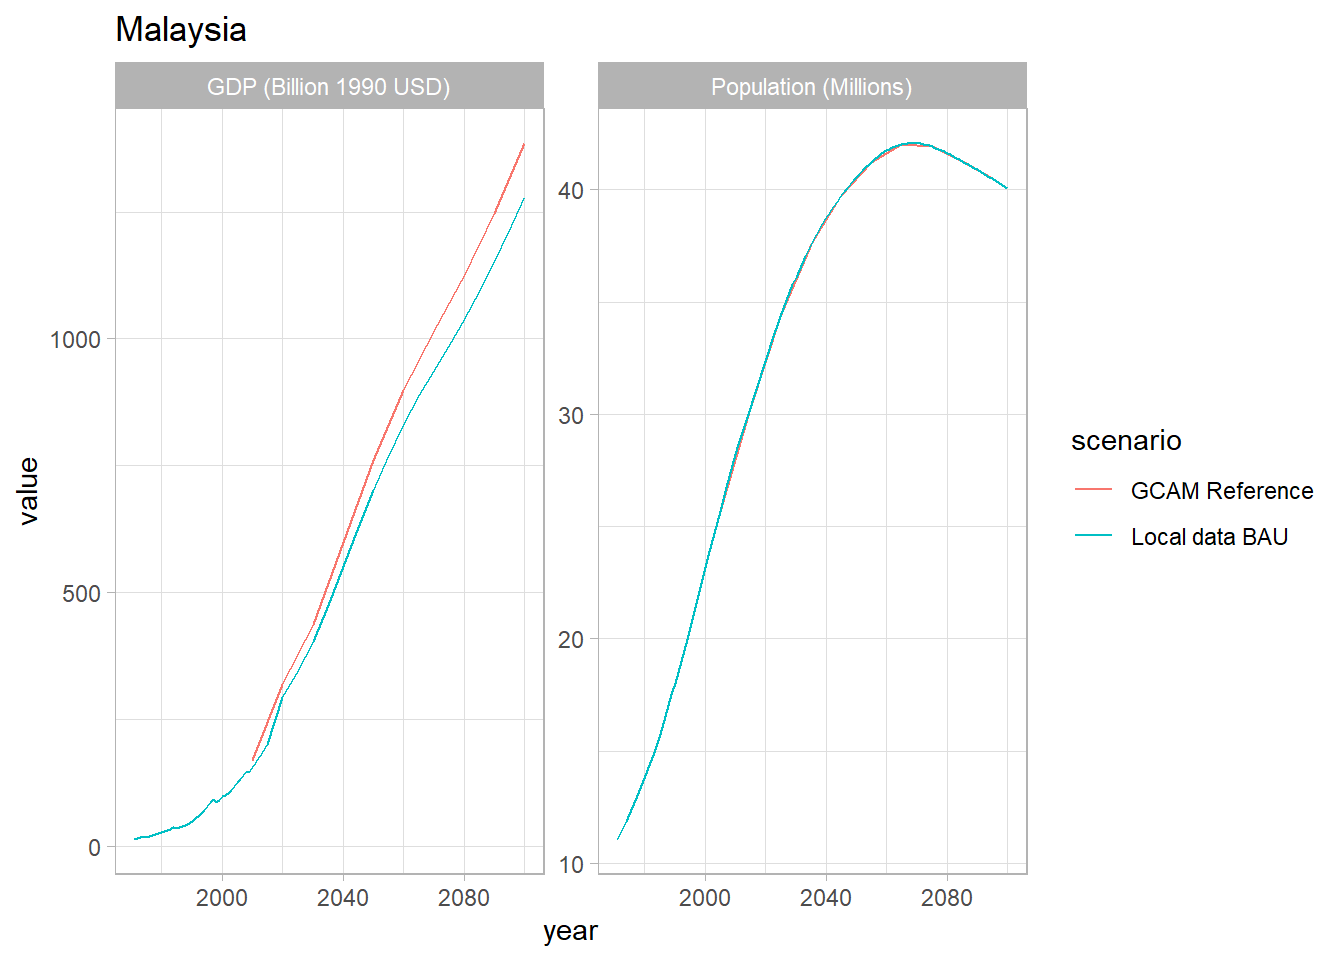 Malaysia
GDP (Billion 1990 USD)
Population (Millions)
value
1000
500
0
40
30
20
10
2000 2040 2080
2000 2040 2080
year
scenario
GCAM Reference
Local data BAU